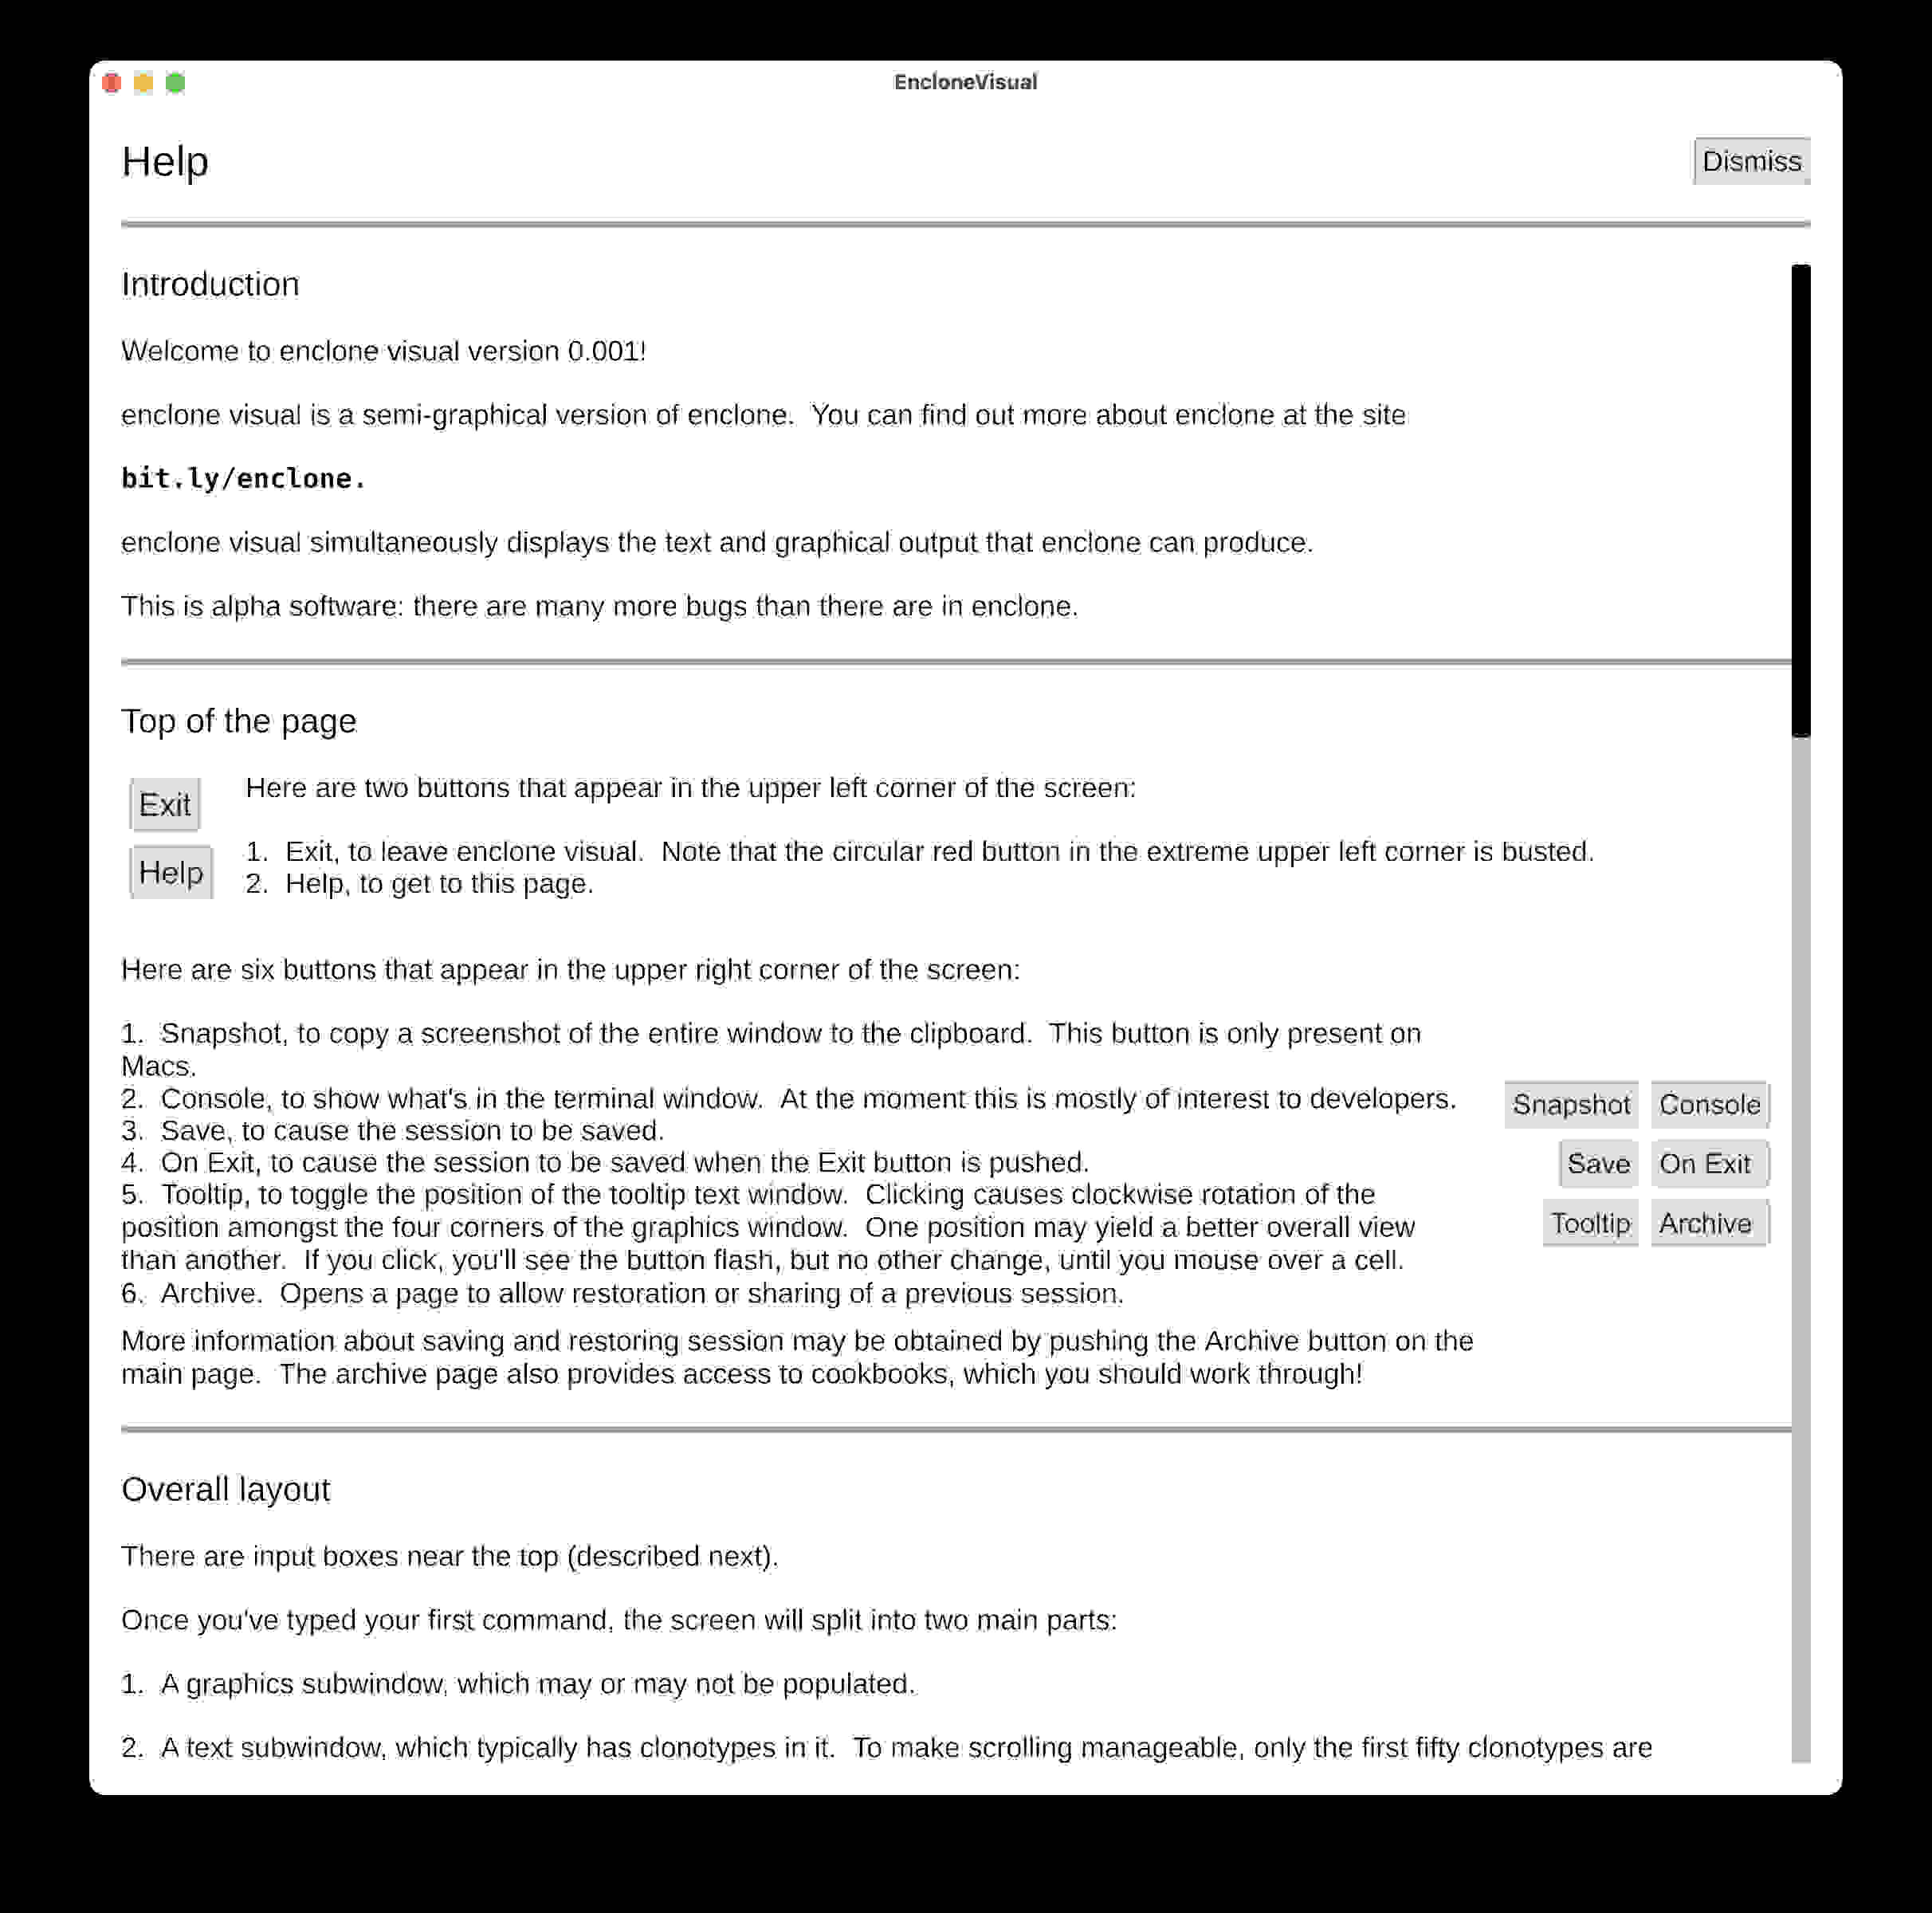 EncloneVisual
Help
Dismiss
Introduction
Welcome to enclone visual version 0.001!
enclone visual is a semi-graphical version of enclone.  You can find out more about enclone at the site
bit.ly/enclone.
enclone visual simultaneously displays the text and graphical output that enclone can produce.
This is alpha software: there are many more bugs than there are in enclone.
Top of the page
Exit
Help
Here are two buttons that appear in the upper left corner of the screen:
1.  Exit, to leave enclone visual.  Note that the circular red button in the extreme upper left corner is busted.
2.  Help, to get to this page.
Here are six buttons that appear in the upper right corner of the screen:
1.  Snapshot, to copy a screenshot of the entire window to the clipboard.  This button is only present on
Macs.
2.  Console, to show what's in the terminal window.  At the moment this is mostly of interest to developers.
3.  Save, to cause the session to be saved.
4.  On Exit, to cause the session to be saved when the Exit button is pushed.
5.  Tooltip, to toggle the position of the tooltip text window.  Clicking causes clockwise rotation of the
position amongst the four corners of the graphics window.  One position may yield a better overall view
than another.  If you click, you'll see the button flash, but no other change, until you mouse over a cell.
6.  Archive.  Opens a page to allow restoration or sharing of a previous session.
Snapshot Console
Save On Exit
Tooltip Archive
More information about saving and restoring session may be obtained by pushing the Archive button on the
main page.  The archive page also provides access to cookbooks, which you should work through!
Overall layout
There are input boxes near the top (described next).
Once you've typed your first command, the screen will split into two main parts:
1.  A graphics subwindow, which may or may not be populated.
2.  A text subwindow, which typically has clonotypes in it.  To make scrolling manageable, only the first fifty clonotypes are